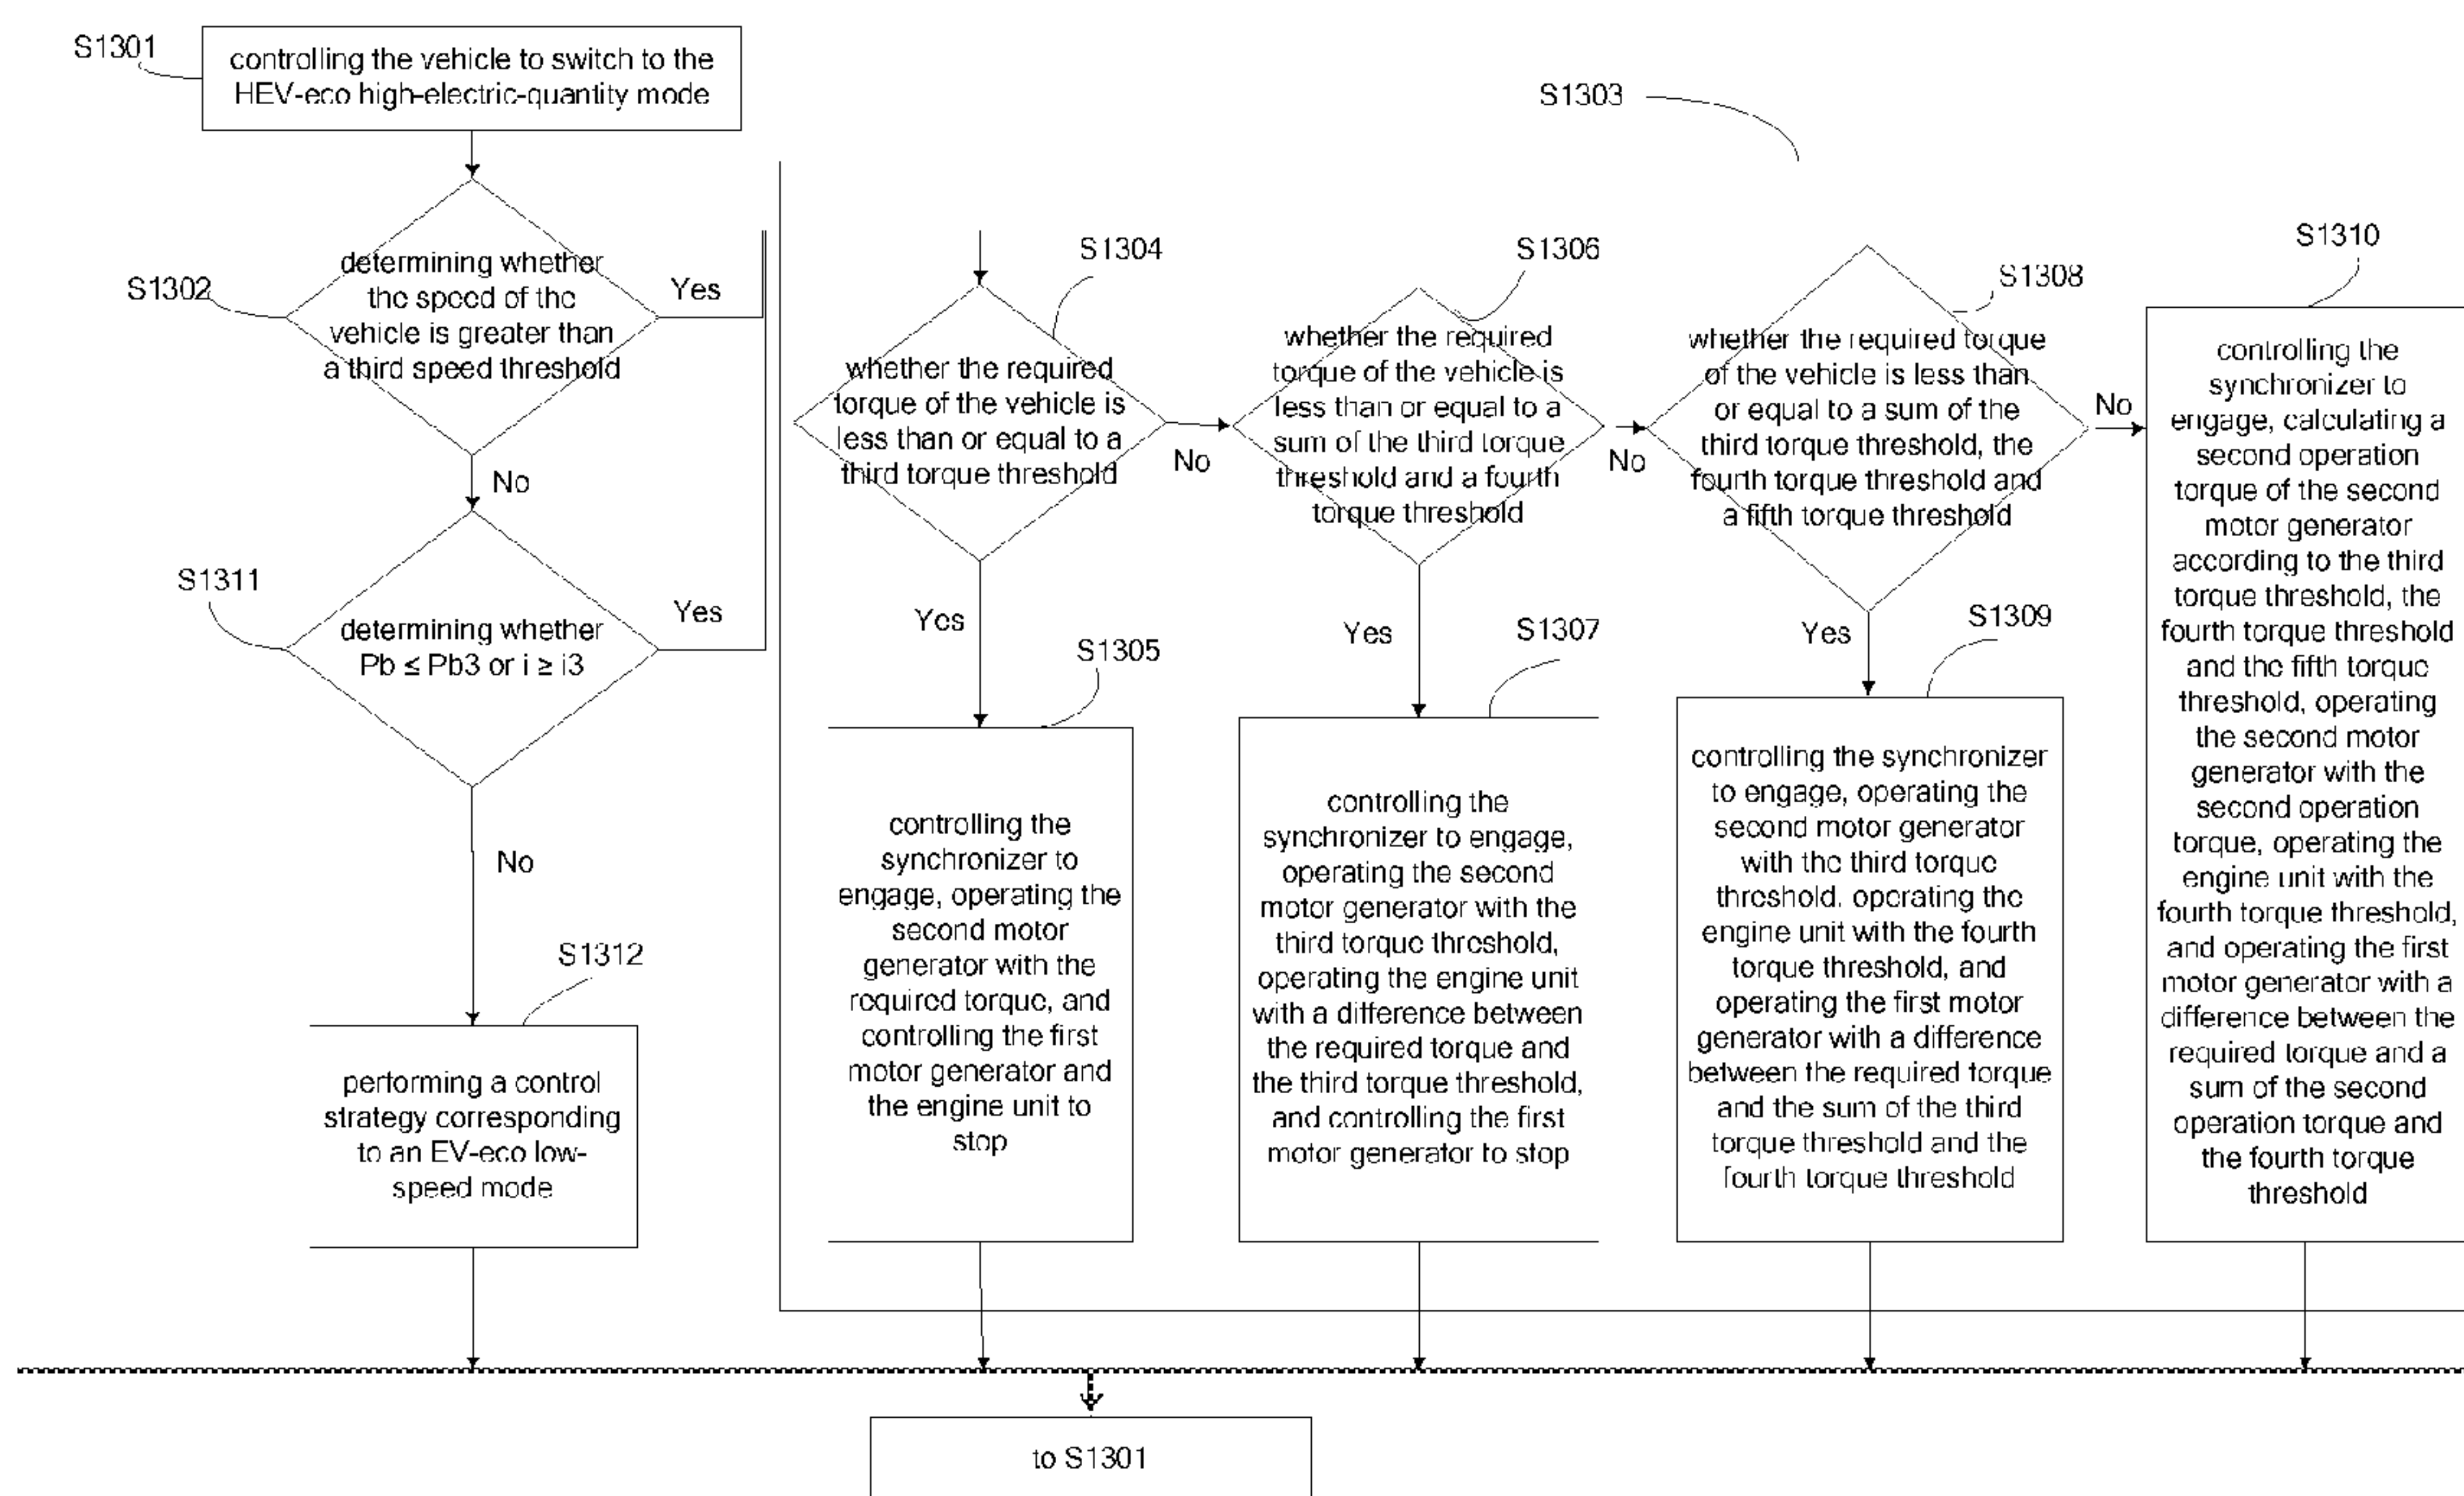 S1301
controlling the vehicle to switch to the
HEV-eco high-electric-quantity mode
S1302
determining whether
the speed of the
vehicle is greater than
a third speed threshold
Yes
No
S1311
determining whether
Pb ≤ Pb3 or i ≥ i3
Yes
No
S1312
performing a control
strategy corresponding
to an EV-eco low-
speed mode
S1303
S1304
whether the required
torque of the vehicle is
less than or equal to a
third torque threshold
No
Yes
S1305
controlling the
synchronizer to
engage, operating the
second motor
generator with the
required torque, and
controlling the first
motor generator and
the engine unit to
stop
S1306
whether the required
torque of the vehicle is
less than or equal to a
sum of the third torque
threshold and a fourth
torque threshold
No
Yes
S1307
controlling the
synchronizer to engage,
operating the second
motor generator with the
third torque threshold,
operating the engine unit
with a difference between
the required torque and
the third torque threshold,
and controlling the first
motor generator to stop
S1308
whether the required torque
of the vehicle is less than
or equal to a sum of the
third torque threshold, the
fourth torque threshold and
a fifth torque threshold
No
Yes
S1309
controlling the synchronizer
to engage, operating the
second motor generator
with the third torque
threshold, operating the
engine unit with the fourth
torque threshold, and
operating the first motor
generator with a difference
between the required torque
and the sum of the third
torque threshold and the
fourth torque threshold
S1310
controlling the
synchronizer to
engage, calculating a
second operation
torque of the second
motor generator
according to the third
torque threshold, the
fourth torque threshold
and the fifth torque
threshold, operating
the second motor
generator with the
second operation
torque, operating the
engine unit with the
fourth torque threshold,
and operating the first
motor generator with a
difference between the
required torque and a
sum of the second
operation torque and
the fourth torque
threshold
to S1301